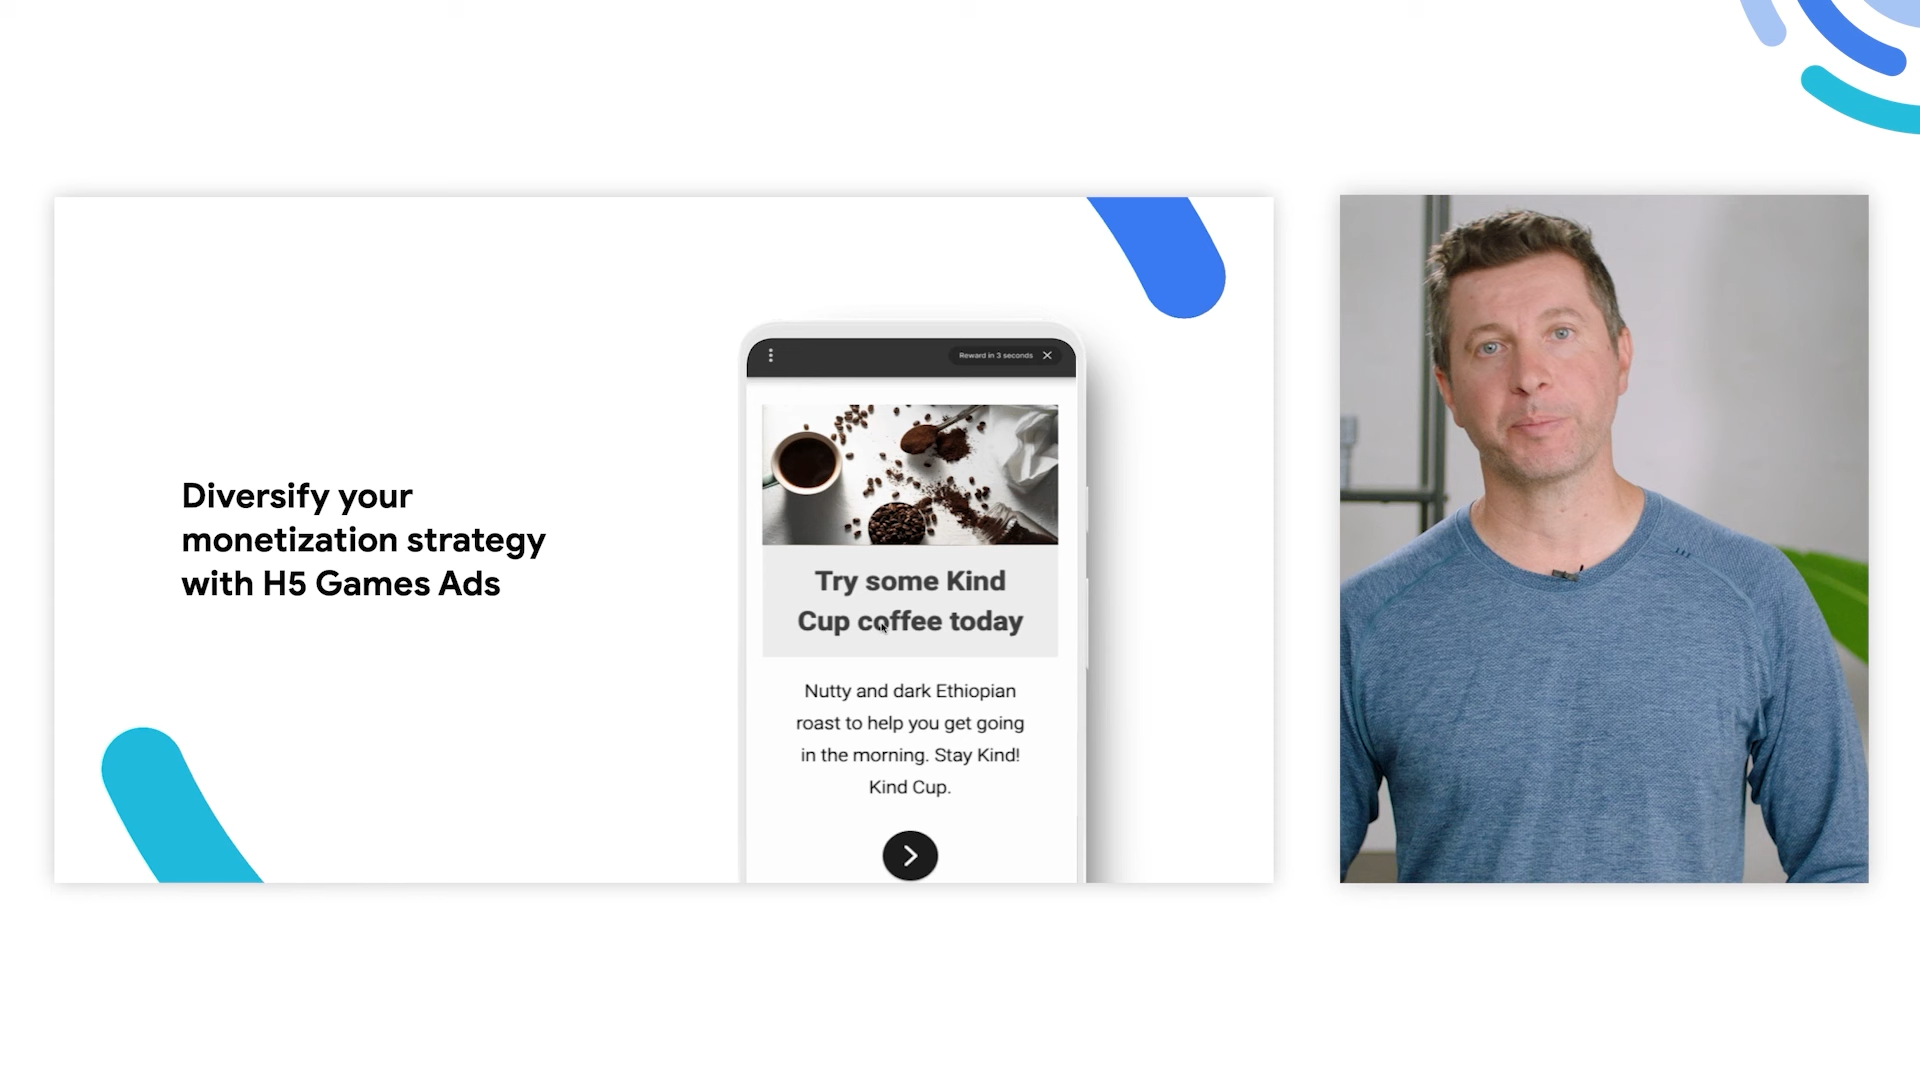 Diversify your
monetization strategy
with H5 Games Ads
Reward in 3 seconds
Try some Kind
Cup coffee today
Nutty and dark Ethiopian
roast to help you get going
in the morning. Stay Kind!
Kind Cup.